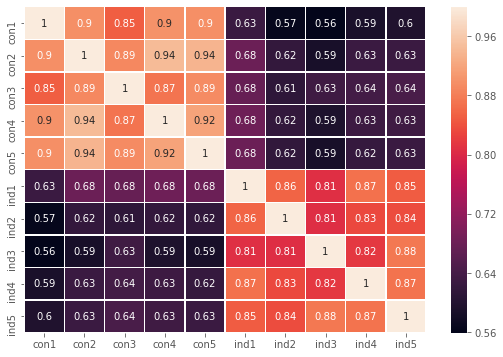 con1 1 0.9 0.85 0.9 0.9 0.63 0.57 0.56 0.59 0.6
con2 0.9 1 0.89 0.94 0.94 0.68 0.62 0.59 0.63 0.63
con3 0.85 0.89 1 0.87 0.89 0.68 0.61 0.63 0.64 0.64
con4 0.9 0.94 0.87 1 0.92 0.68 0.62 0.59 0.63 0.63
con5 0.9 0.94 0.89 0.92 1 0.68 0.62 0.59 0.62 0.63
ind1 0.63 0.68 0.68 0.68 0.68 1 0.86 0.81 0.87 0.85
ind2 0.57 0.62 0.61 0.62 0.62 0.86 1 0.81 0.83 0.84
ind3 0.56 0.59 0.63 0.59 0.59 0.81 0.81 1 0.82 0.88
ind4 0.59 0.63 0.64 0.63 0.62 0.87 0.83 0.82 1 0.87
ind5 0.6 0.63 0.64 0.63 0.63 0.85 0.84 0.88 0.87 1
con1 con2 con3 con4 con5 ind1 ind2 ind3 ind4 ind5
0.96
0.88
0.80
0.72
0.64
0.56